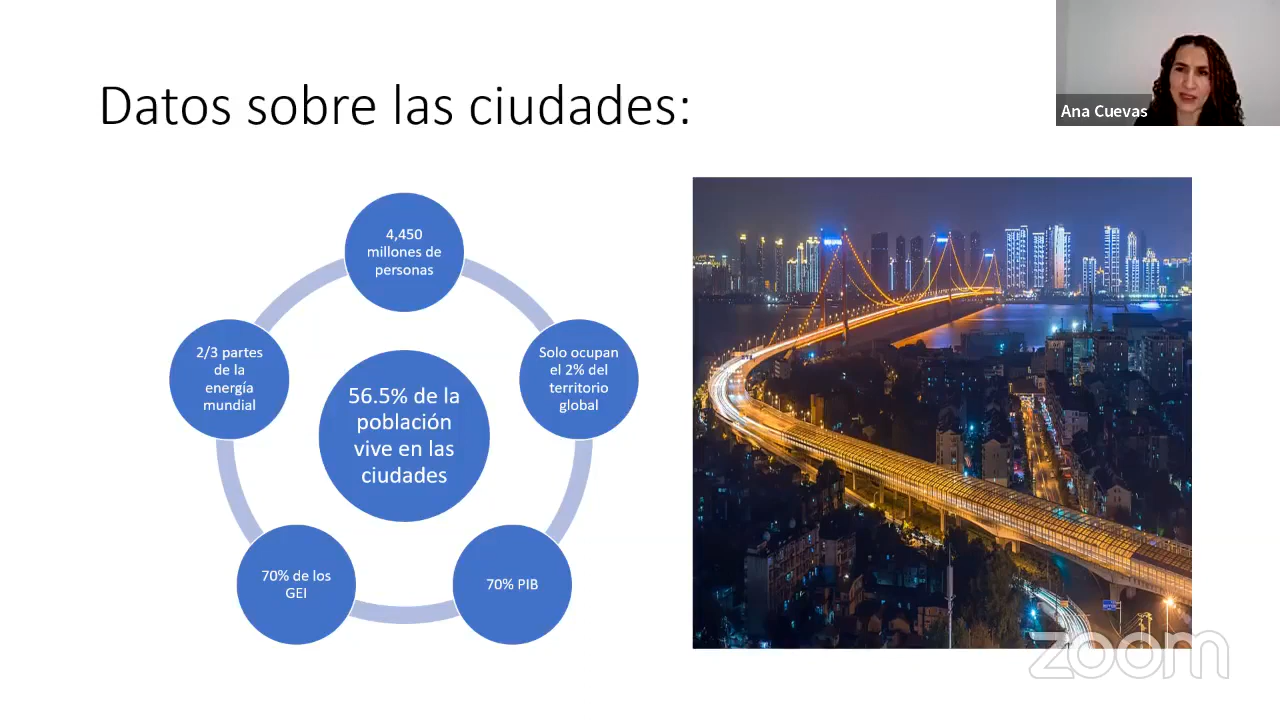 Datos sobre las ciudades:
Ana Cuevas
4,450
millones de
personas
Solo ocupan
el 2% del
territorio
global
70% PIB
70% de los
GEI
2/3 partes
de la
energía
mundial
56.5% de la
población
vive en las
ciudades
zoom